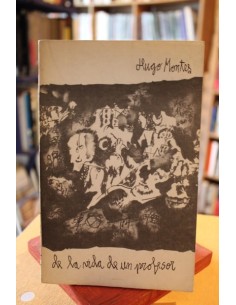 Hugo Montes
de la vida de un profesor